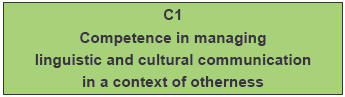 C1
Competence in managing
linguistic and cultural communication
in a context of otherness